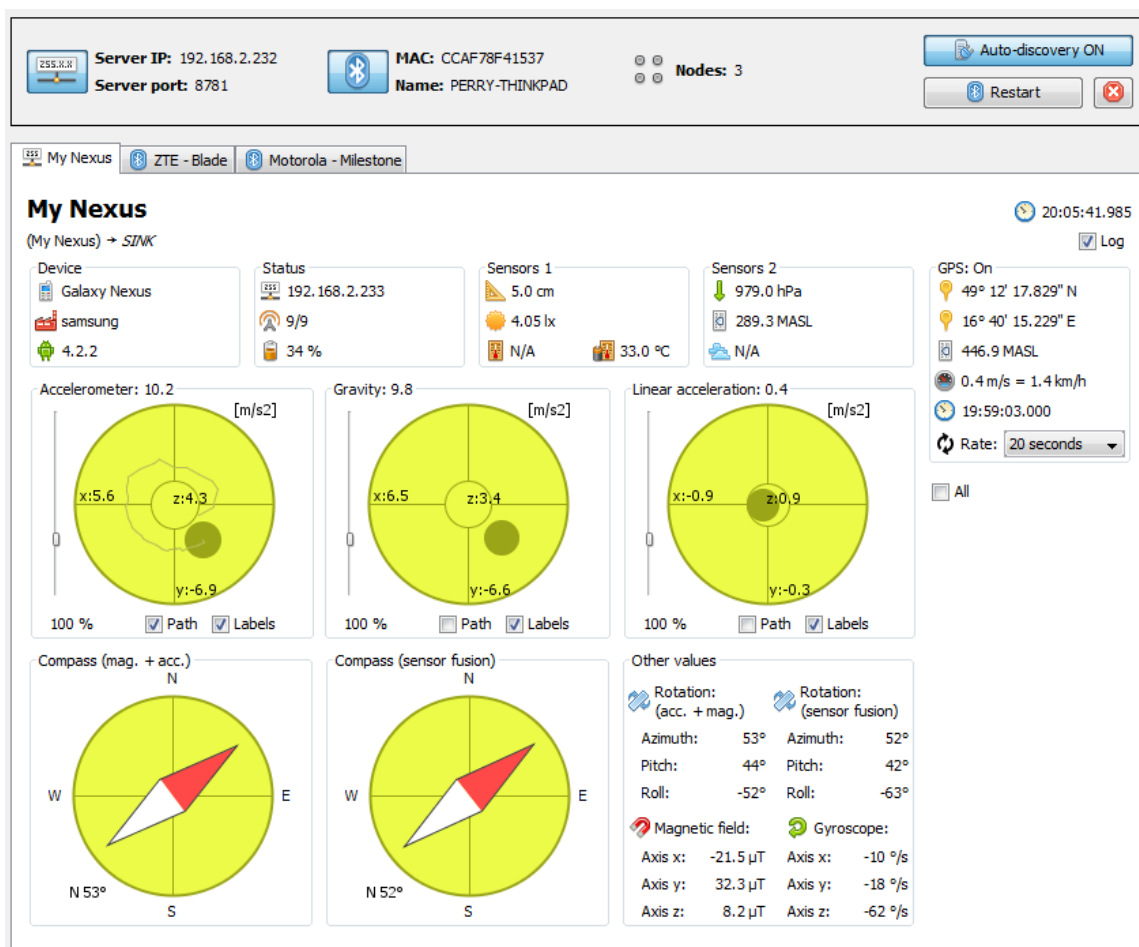 255.X.X
Server IP: 192.168.2.232
Server port: 8781
MAC: CCAF78F41537
Name: PERRY-THINKPAD
Nodes: 3
Auto-discovery ON
Restart
My Nexus
ZTE - Blade
Motorola - Milestone
My Nexus
20:05:41.985
(My Nexus) → SINK
Log
Device
Galaxy Nexus
samsung
4.2.2
Status
192.168.2.233
9/9
34 %
Sensors 1
5.0 cm
4.05 lx
N/A
33.0 °C
Sensors 2
979.0 hPa
289.3 MASL
N/A
GPS: On
49° 12' 17.829" N
16° 40' 15.229" E
446.9 MASL
0.4 m/s = 1.4 km/h
19:59:03.000
Rate: 20 seconds
All
Accelerometer: 10.2
[m/s2]
x:5.6
z:4.3
y:-6.9
100 %
Path
Labels
Gravity: 9.8
[m/s2]
x:6.5
z:3.4
y:-6.6
100 %
Path
Labels
Linear acceleration: 0.4
[m/s2]
x:-0.9
z:0.9
y:-0.3
100 %
Path
Labels
Compass (mag. + acc.)
N
W
E
N 53°
S
Compass (sensor fusion)
N
W
E
N 52°
S
Other values
Rotation:
(acc. + mag.)
Azimuth: 53°
Pitch: 44°
Roll: -52°
Rotation:
(sensor fusion)
Azimuth: 52°
Pitch: 42°
Roll: -63°
Magnetic field:
Axis x: -21.5 µT
Axis y: 32.3 µT
Axis z: 8.2 µT
Gyroscope:
Axis x: -10 °/s
Axis y: -18 °/s
Axis z: -62 °/s